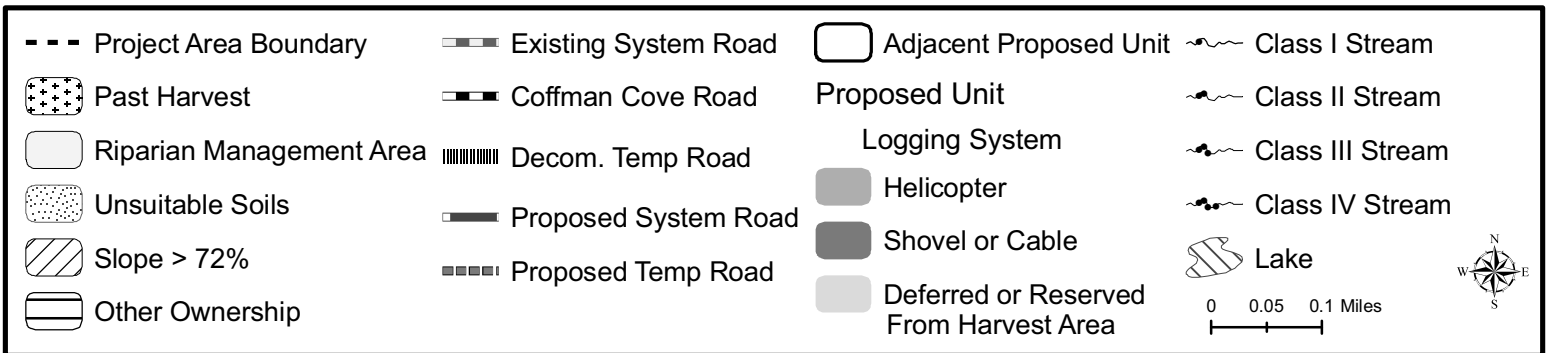 Project Area Boundary
Past Harvest
Riparian Management Area
Unsuitable Soils
Slope > 72%
Other Ownership
Existing System Road
Coffman Cove Road
Decom. Temp Road
Proposed System Road
Proposed Temp Road
Adjacent Proposed Unit
Proposed Unit
Logging System
Helicopter
Shovel or Cable
Deferred or Reserved
From Harvest Area
Class I Stream
Class II Stream
Class III Stream
Class IV Stream
Lake
0 0.05 0.1 Miles
N
W E
S